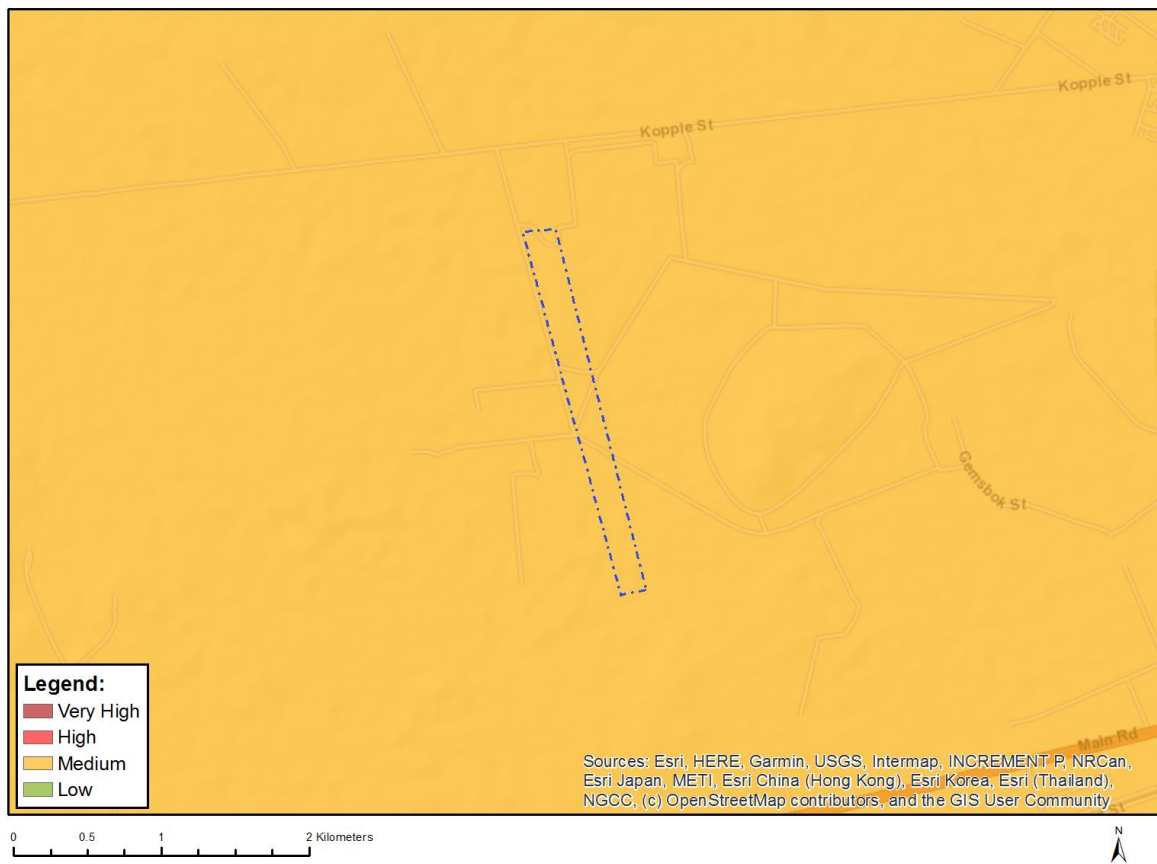 Kopple St
Kopple St
Gemsbok St
Main Rd
Legend:
Very High
High
Medium
Low
Sources: Esri, HERE, Garmin, USGS, Intermap, INCREMENT P, NRCan,
Esri Japan, METI, Esri China (Hong Kong), Esri Korea, Esri (Thailand),
NGCC, (c) OpenStreetMap contributors, and the GIS User Community
St
0 0.5 1 2 Kilometers
N